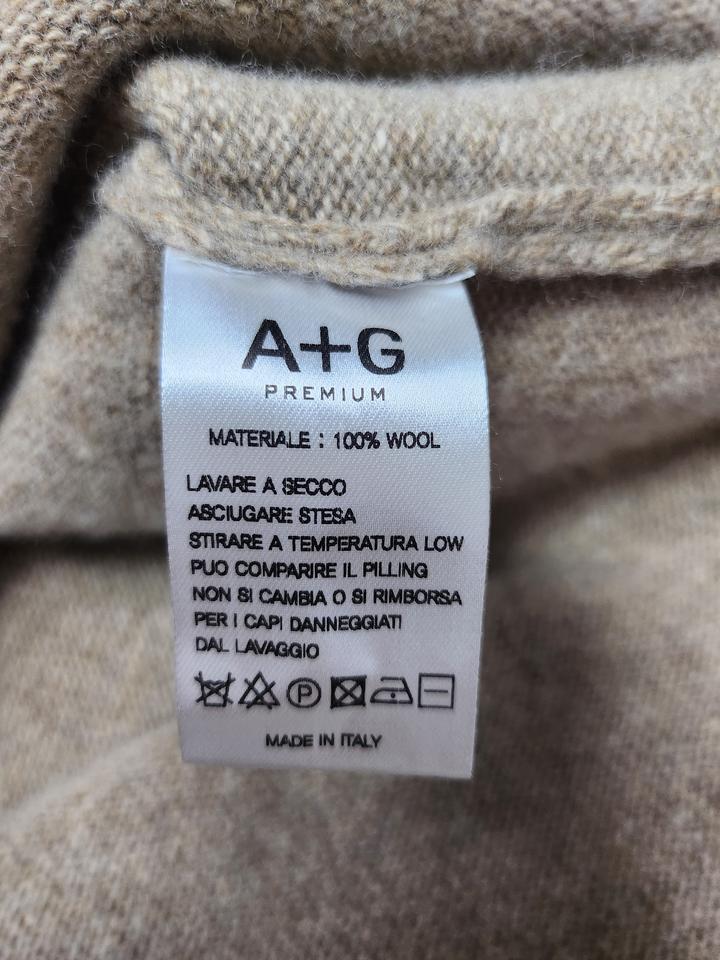 A+G
PREMIUM
MATERIALE : 100% WOOL
LAVARE A SECCO
ASCIUGARE STESA
STIRARE A TEMPERATURA LOW
PUO COMPARIRE IL PILLING
NON SI CAMBIA O SI RIMBORSA
PER I CAPI DANNEGGIATI
DAL LAVAGGIO
P
MADE IN ITALY